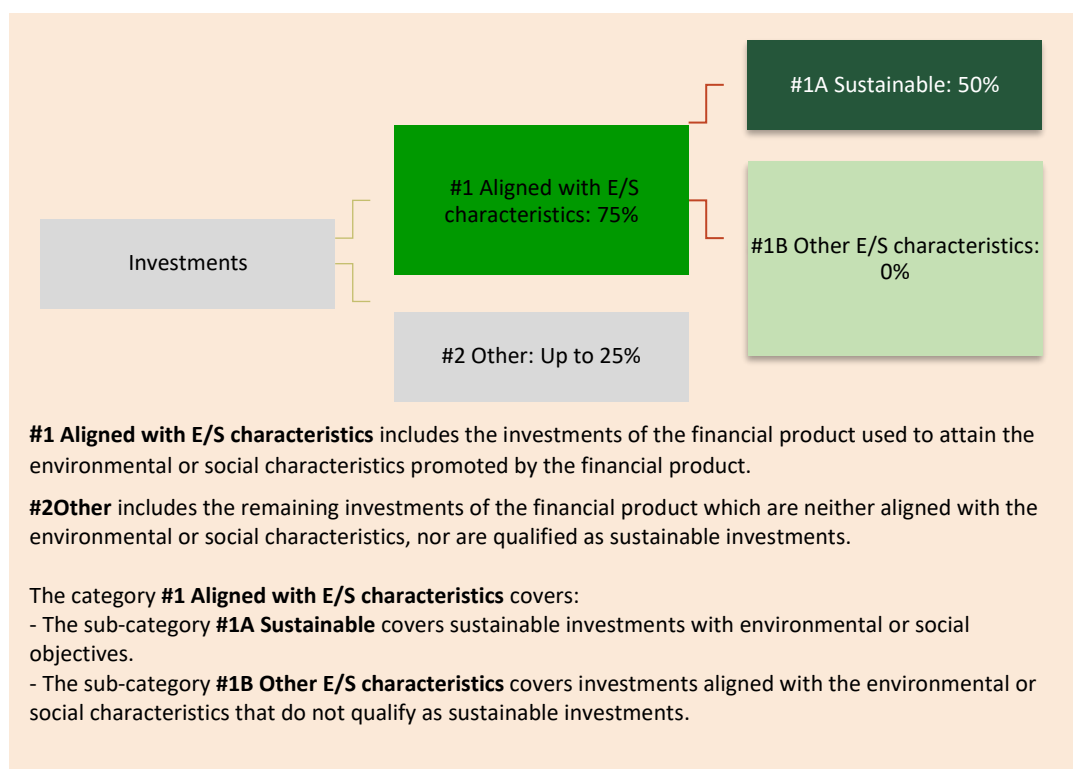 #1A Sustainable: 50%
#1 Aligned with E/S
characteristics: 75%
#1B Other E/S characteristics:
0%
Investments
#2 Other: Up to 25%
#1 Aligned with E/S characteristics includes the investments of the financial product used to attain the
environmental or social characteristics promoted by the financial product.
#2Other includes the remaining investments of the financial product which are neither aligned with the
environmental or social characteristics, nor are qualified as sustainable investments.
The category #1 Aligned with E/S characteristics covers:
- The sub-category #1A Sustainable covers sustainable investments with environmental or social
objectives.
- The sub-category #1B Other E/S characteristics covers investments aligned with the environmental or
social characteristics that do not qualify as sustainable investments.